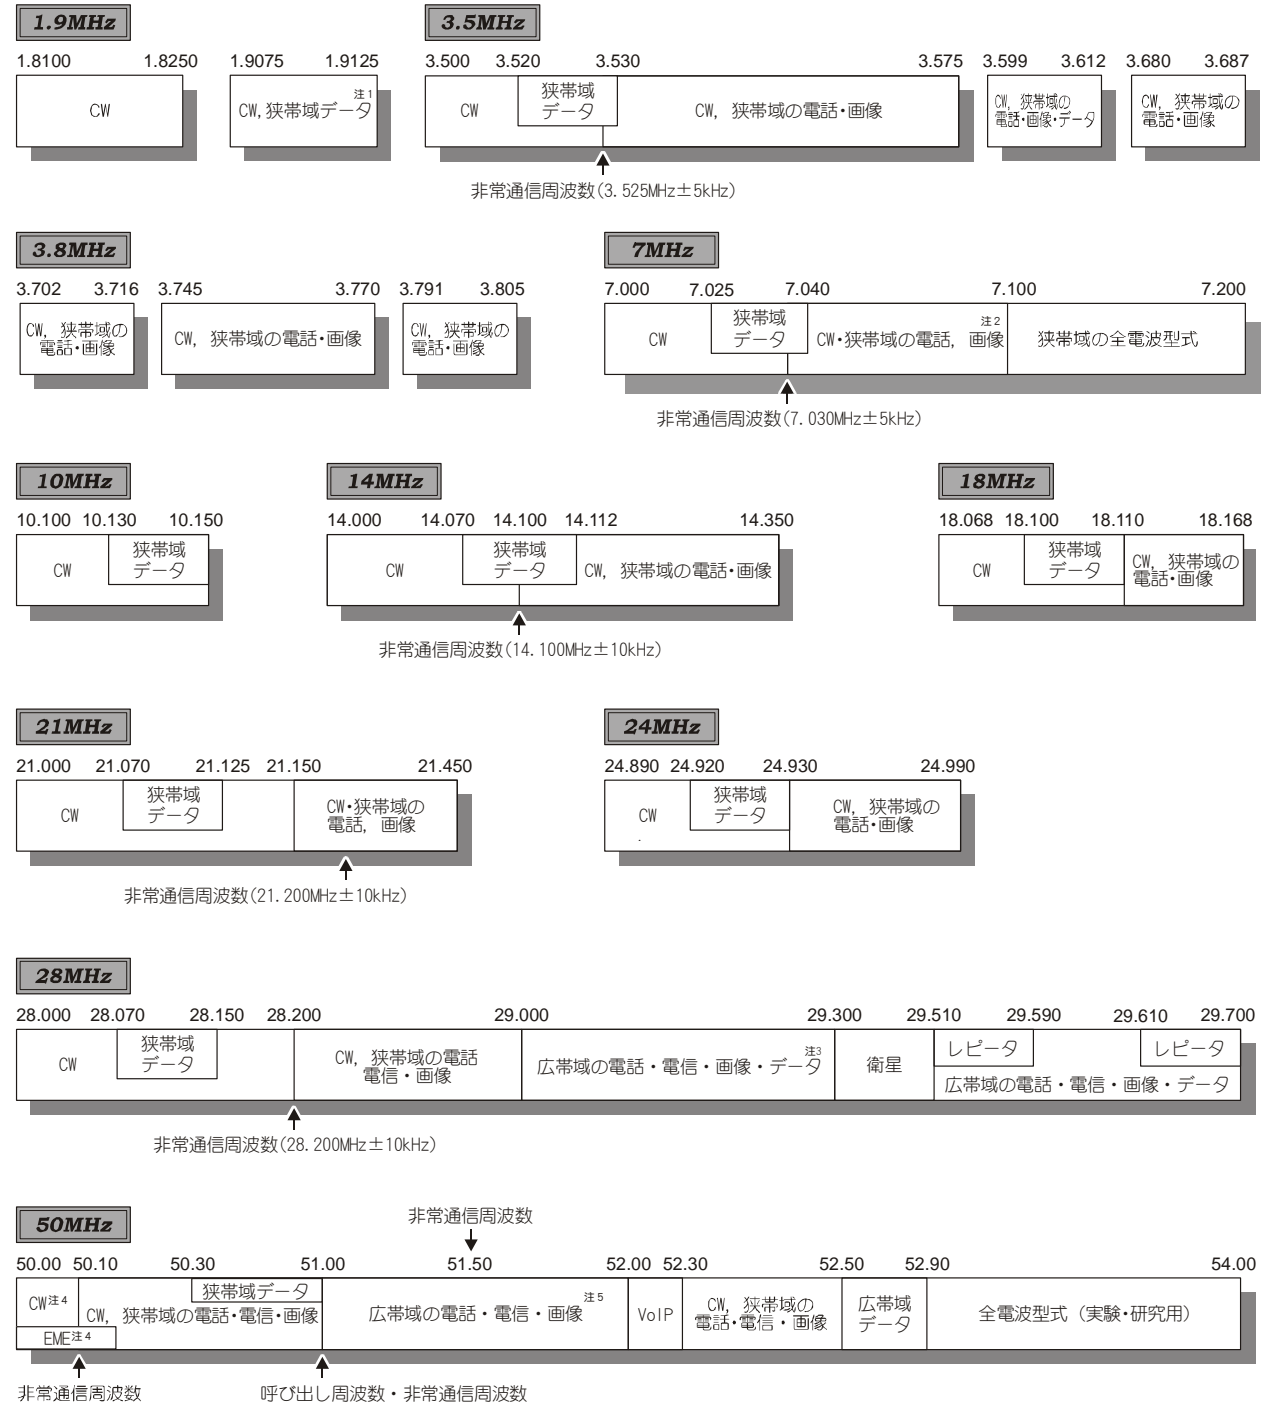 1.9MHz 3.5MHz
1.8100 1.8250 1.9075 1.9125 3.500 3.520 3.530 3.575 3.599 3.612 3.680 3.687
CW
CW,狭帯域データ注1
CW
狭帯域
データ
CW, 狭帯域の電話・画像
CW, 狭帯域の
電話・画像・データ
CW, 狭帯域の
電話・画像
非常通信周波数(3.525MHz±5kHz)
3.8MHz 7MHz
3.702 3.716 3.745 3.770 3.791 3.805 7.000 7.025 7.040 7.100 7.200
CW, 狭帯域の
電話・画像
CW, 狭帯域の電話・画像
CW, 狭帯域の
電話・画像
CW
狭帯域
データ
CW・狭帯域の電話, 画像注2
狭帯域の全電波型式
非常通信周波数(7.030MHz±5kHz)
10MHz 14MHz 18MHz
10.100 10.130 10.150 14.000 14.070 14.100 14.112 14.350 18.068 18.100 18.110 18.168
CW
狭帯域
データ
CW
狭帯域
データ
CW, 狭帯域の電話・画像
CW
狭帯域
データ
CW, 狭帯域の
電話・画像
非常通信周波数(14.100MHz±10kHz)
21MHz 24MHz
21.000 21.070 21.125 21.150 21.450 24.890 24.920 24.930 24.990
CW
狭帯域
データ
CW・狭帯域の
電話, 画像
CW
狭帯域
データ
CW, 狭帯域の
電話・画像
非常通信周波数(21.200MHz±10kHz)
28MHz
28.000 28.070 28.150 28.200 29.000 29.300 29.510 29.590 29.610 29.700
CW
狭帯域
データ
CW, 狭帯域の電話
電信・画像
広帯域の電話・電信・画像・データ注3
衛星
レピータ レピータ
広帯域の電話・電信・画像・データ
非常通信周波数(28.200MHz±10kHz)
50MHz
非常通信周波数
50.00 50.10 50.30 51.00 51.50 52.00 52.30 52.50 52.90 54.00
CW注4
狭帯域データ
CW, 狭帯域の電話・電信・画像
EME注4
広帯域の電話・電信・画像注5
VoIP
CW, 狭帯域の
電話・電信・画像
広帯域
データ
全電波型式（実験・研究用）
非常通信周波数
呼び出し周波数・非常通信周波数